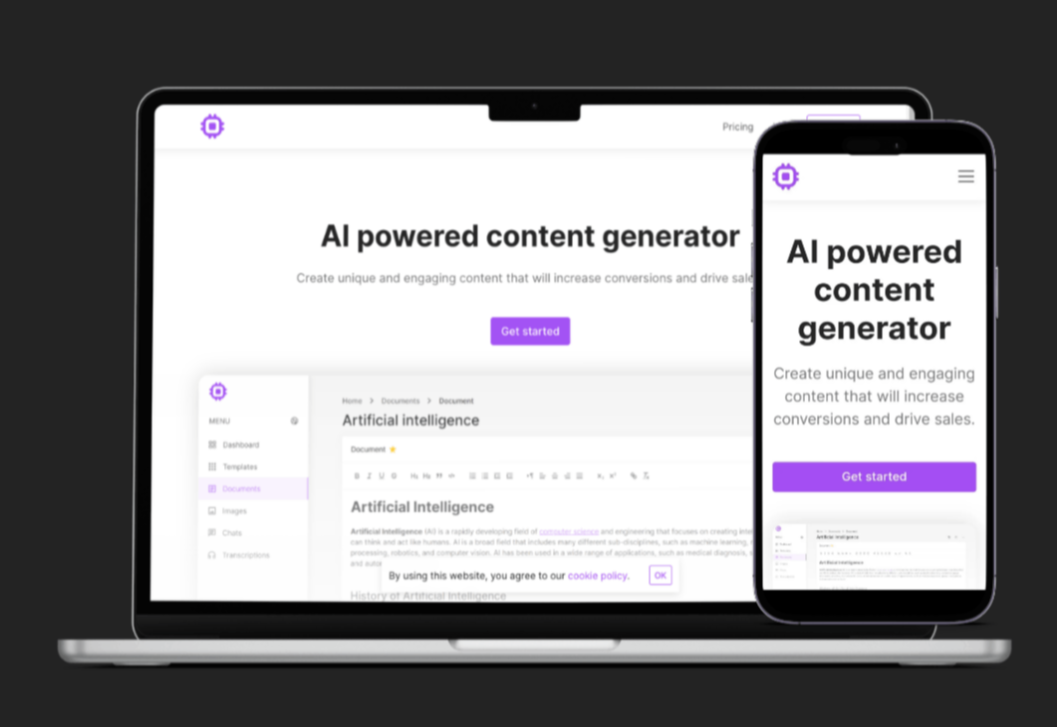 Pricing
AI powered content generator
Create unique and engaging content that will increase conversions and drive sale
Get started
MENU
Dashboard
Templates
Documents
Images
Chats
Transcriptions
Home > Documents > Document
Artificial intelligence
Document
Artificial Intelligence
Artificial Intelligence (AI) is a rapidly developing field of computer science and engineering that focuses on creating inte
can think and act like humans. AI is a broad field that includes many different sub-disciplines, such as machine learning,
processing, robotics, and computer vision. AI has been used in a wide range of applications, such as medical diagnosis,
and auto
By using this website, you agree to our cookie policy.
OK
History of Artificial Intelligence
AI powered
content
generator
Create unique and engaging
content that will increase
conversions and drive sales.
Get started
Artificial intelligence
Artificial Intelligence